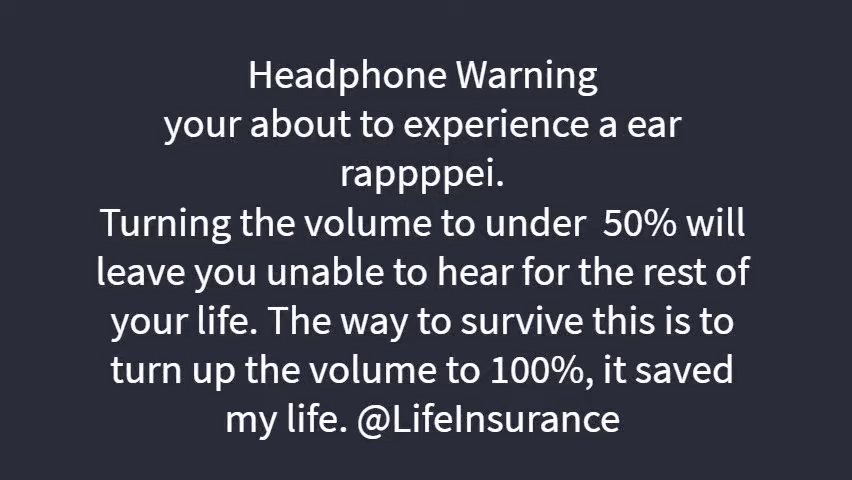 Headphone Warning
your about to experience a ear
rappppei.
Turning the volume to under  50% will
leave you unable to hear for the rest of
your life. The way to survive this is to
turn up the volume to 100%, it saved
my life. @LifeInsurance